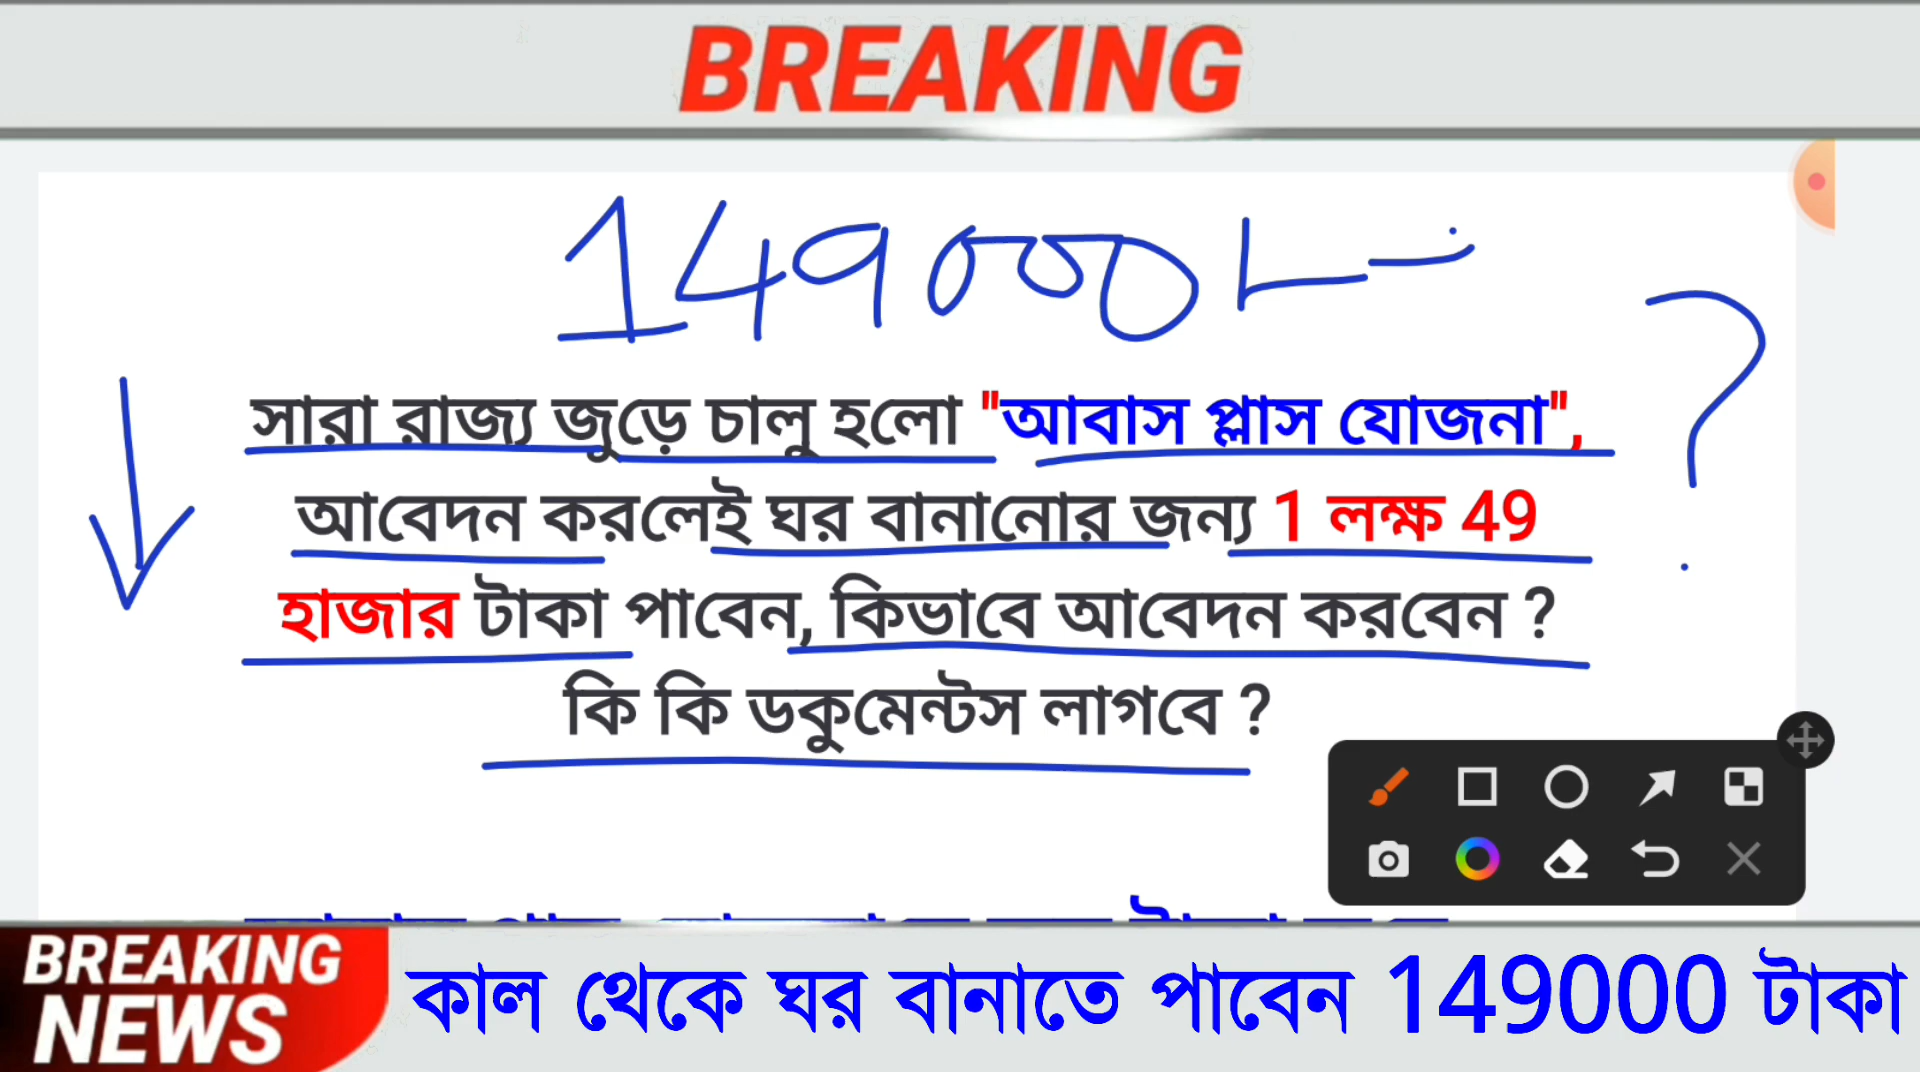 BREAKING
149000/-
?
সারা রাজ্য জুড়ে চালু হলো "আবাস প্লাস যোজনা",
আবেদন করলেই ঘর বানানোর জন্য 1 লক্ষ 49
হাজার টাকা পাবেন, কিভাবে আবেদন করবেন ?
কি কি ডকুমেন্টস লাগবে ?
BREAKING
NEWS
কাল থেকে ঘর বানাতে পাবেন 149000 টাকা